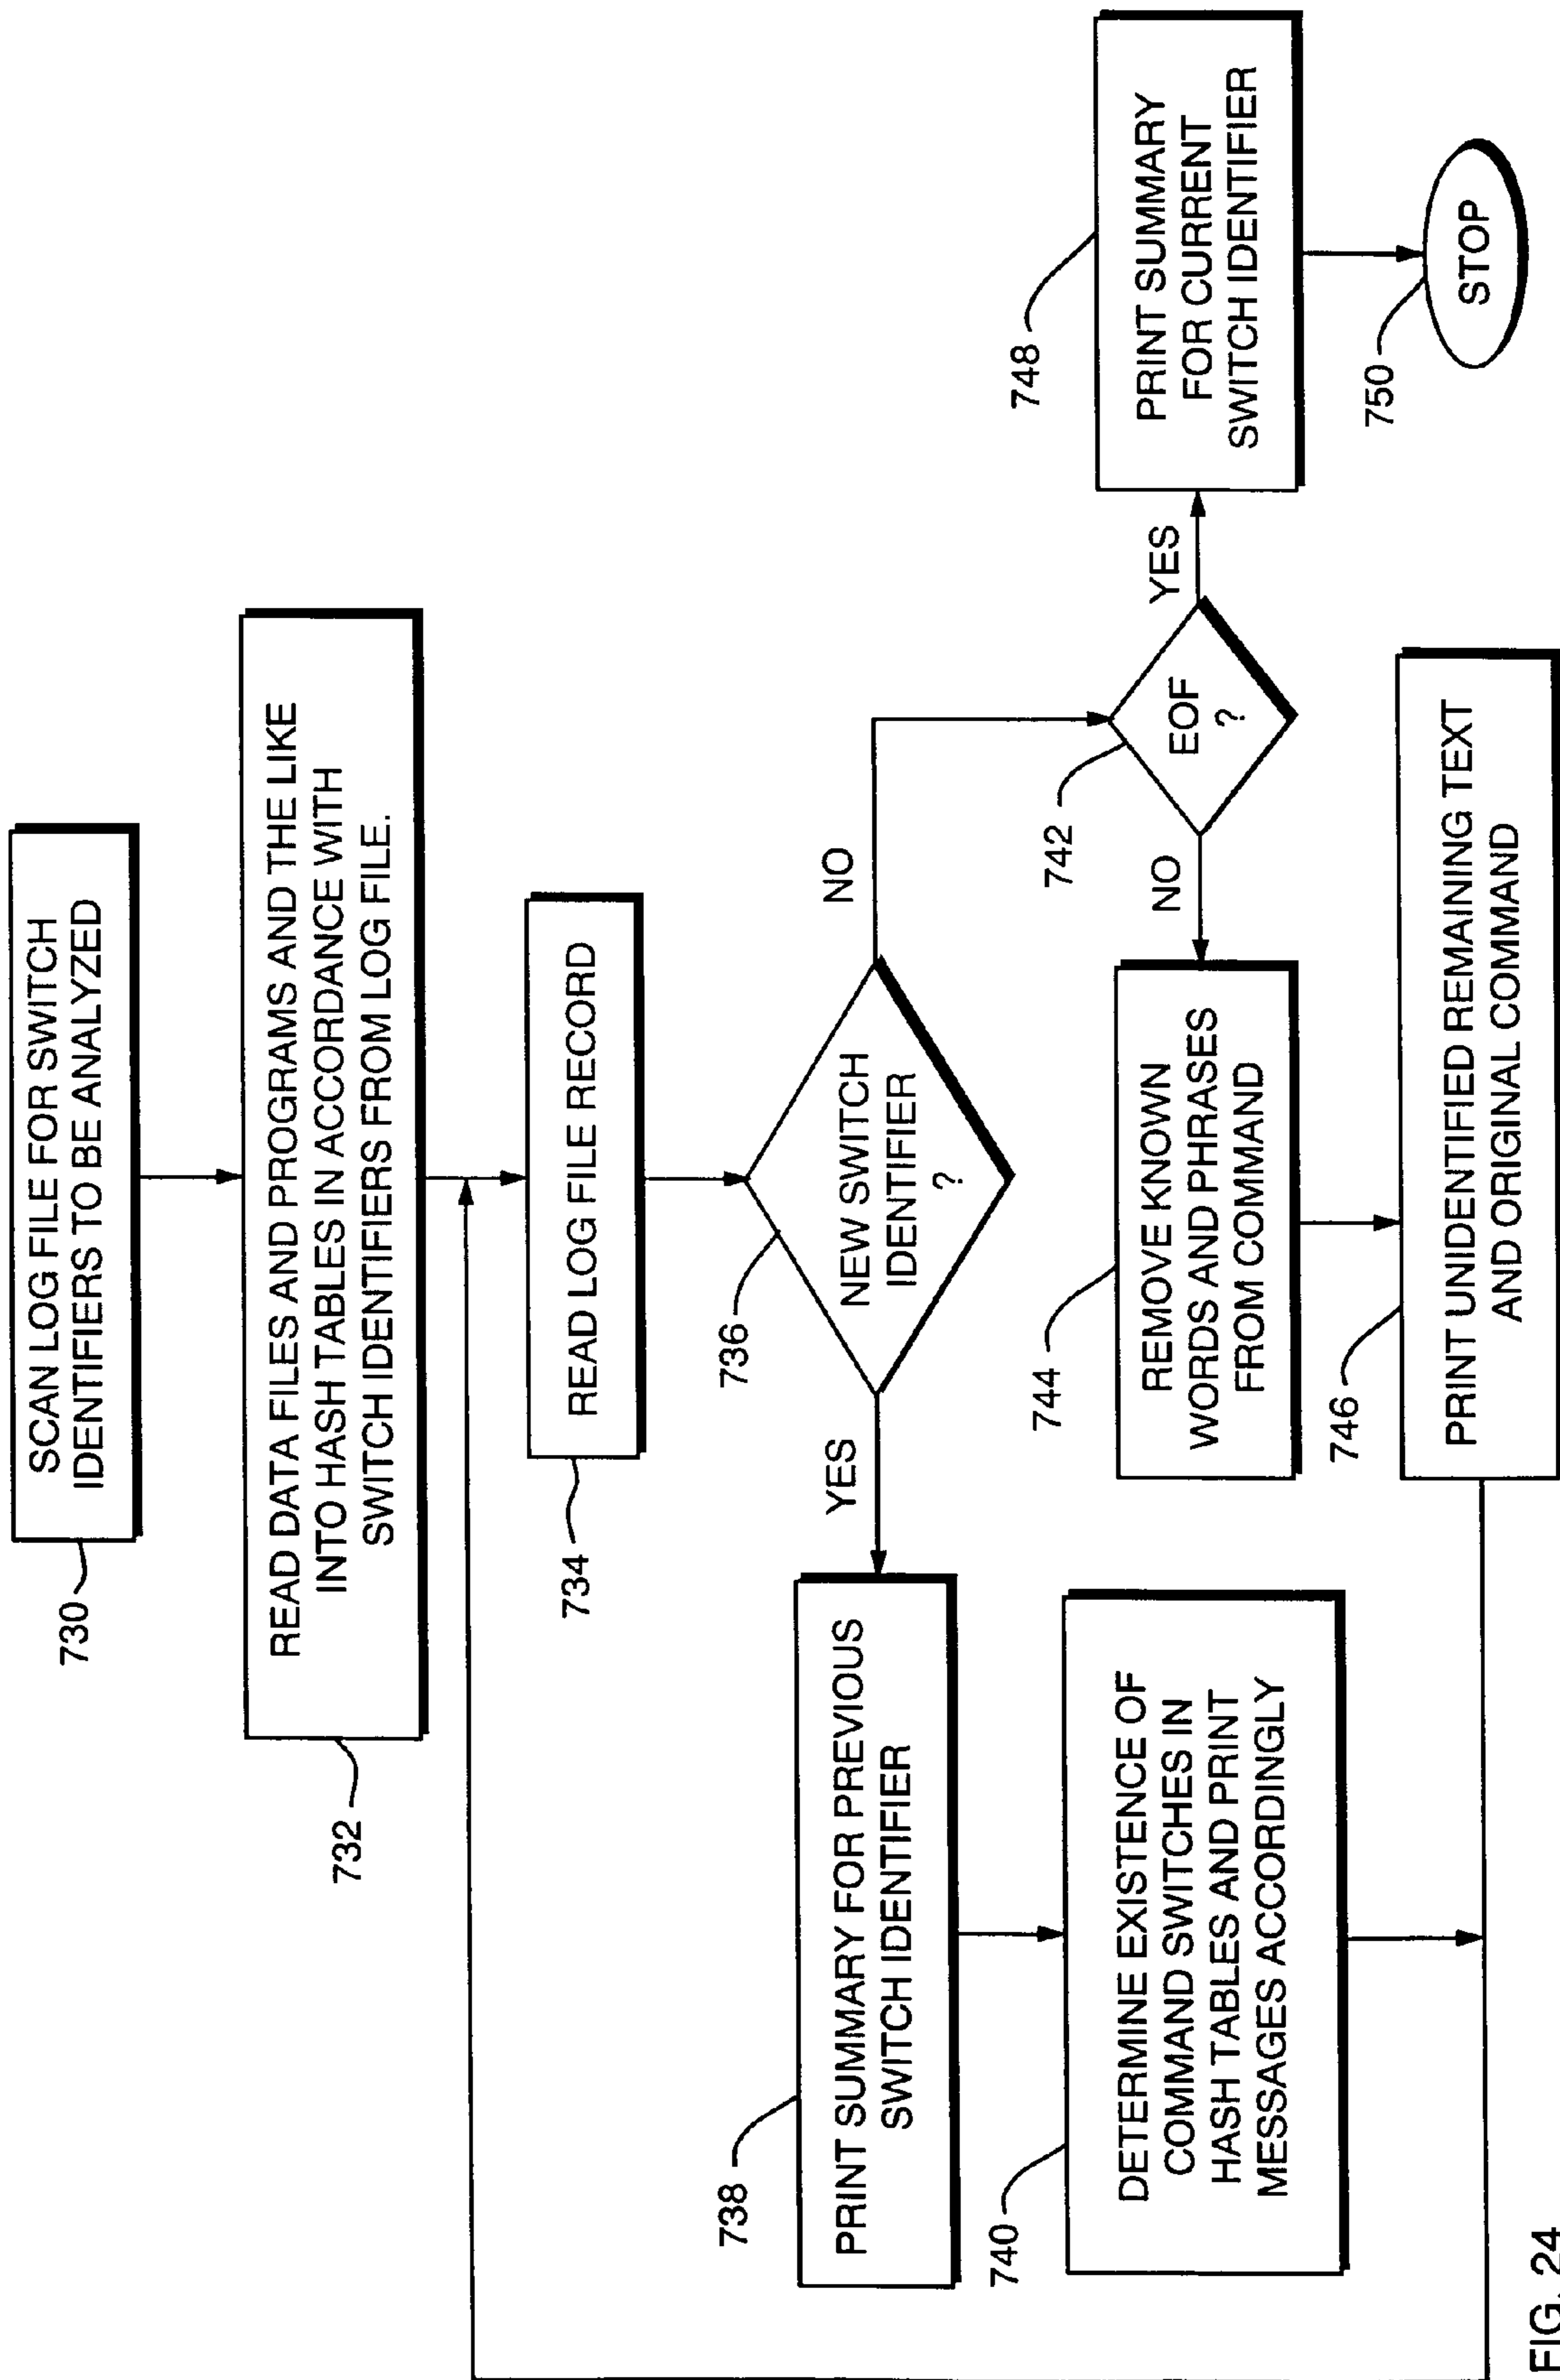 730
SCAN LOG FILE FOR SWITCH
IDENTIFIERS TO BE ANALYZED
732
READ DATA FILES AND PROGRAMS AND THE LIKE
INTO HASH TABLES IN ACCORDANCE WITH
SWITCH IDENTIFIERS FROM LOG FILE.
734
READ LOG FILE RECORD
736
NEW SWITCH
IDENTIFIER
?
YES
NO
738
PRINT SUMMARY FOR PREVIOUS
SWITCH IDENTIFIER
740
DETERMINE EXISTENCE OF
COMMAND SWITCHES IN
HASH TABLES AND PRINT
MESSAGES ACCORDINGLY
742
EOF
?
NO
YES
744
REMOVE KNOWN
WORDS AND PHRASES
FROM COMMAND
746
PRINT UNIDENTIFIED REMAINING TEXT
AND ORIGINAL COMMAND
748
PRINT SUMMARY
FOR CURRENT
SWITCH IDENTIFIER
750
STOP
FIG. 24